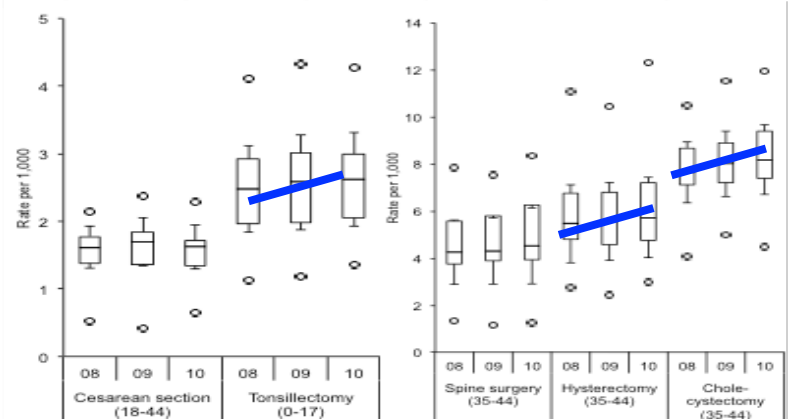 5
4
3
2
1
0
Rate per 1,000
08 09 10 08 09 10
Cesarean section
(18-44)
Tonsillectomy
(0-17)
14
12
10
8
6
4
2
0
Rate per 1,000
08 09 10 08 09 10 08 09 10
Spine surgery
(35-44)
Hysterectomy
(35-44)
Chole-
cystectomy
(35-44)